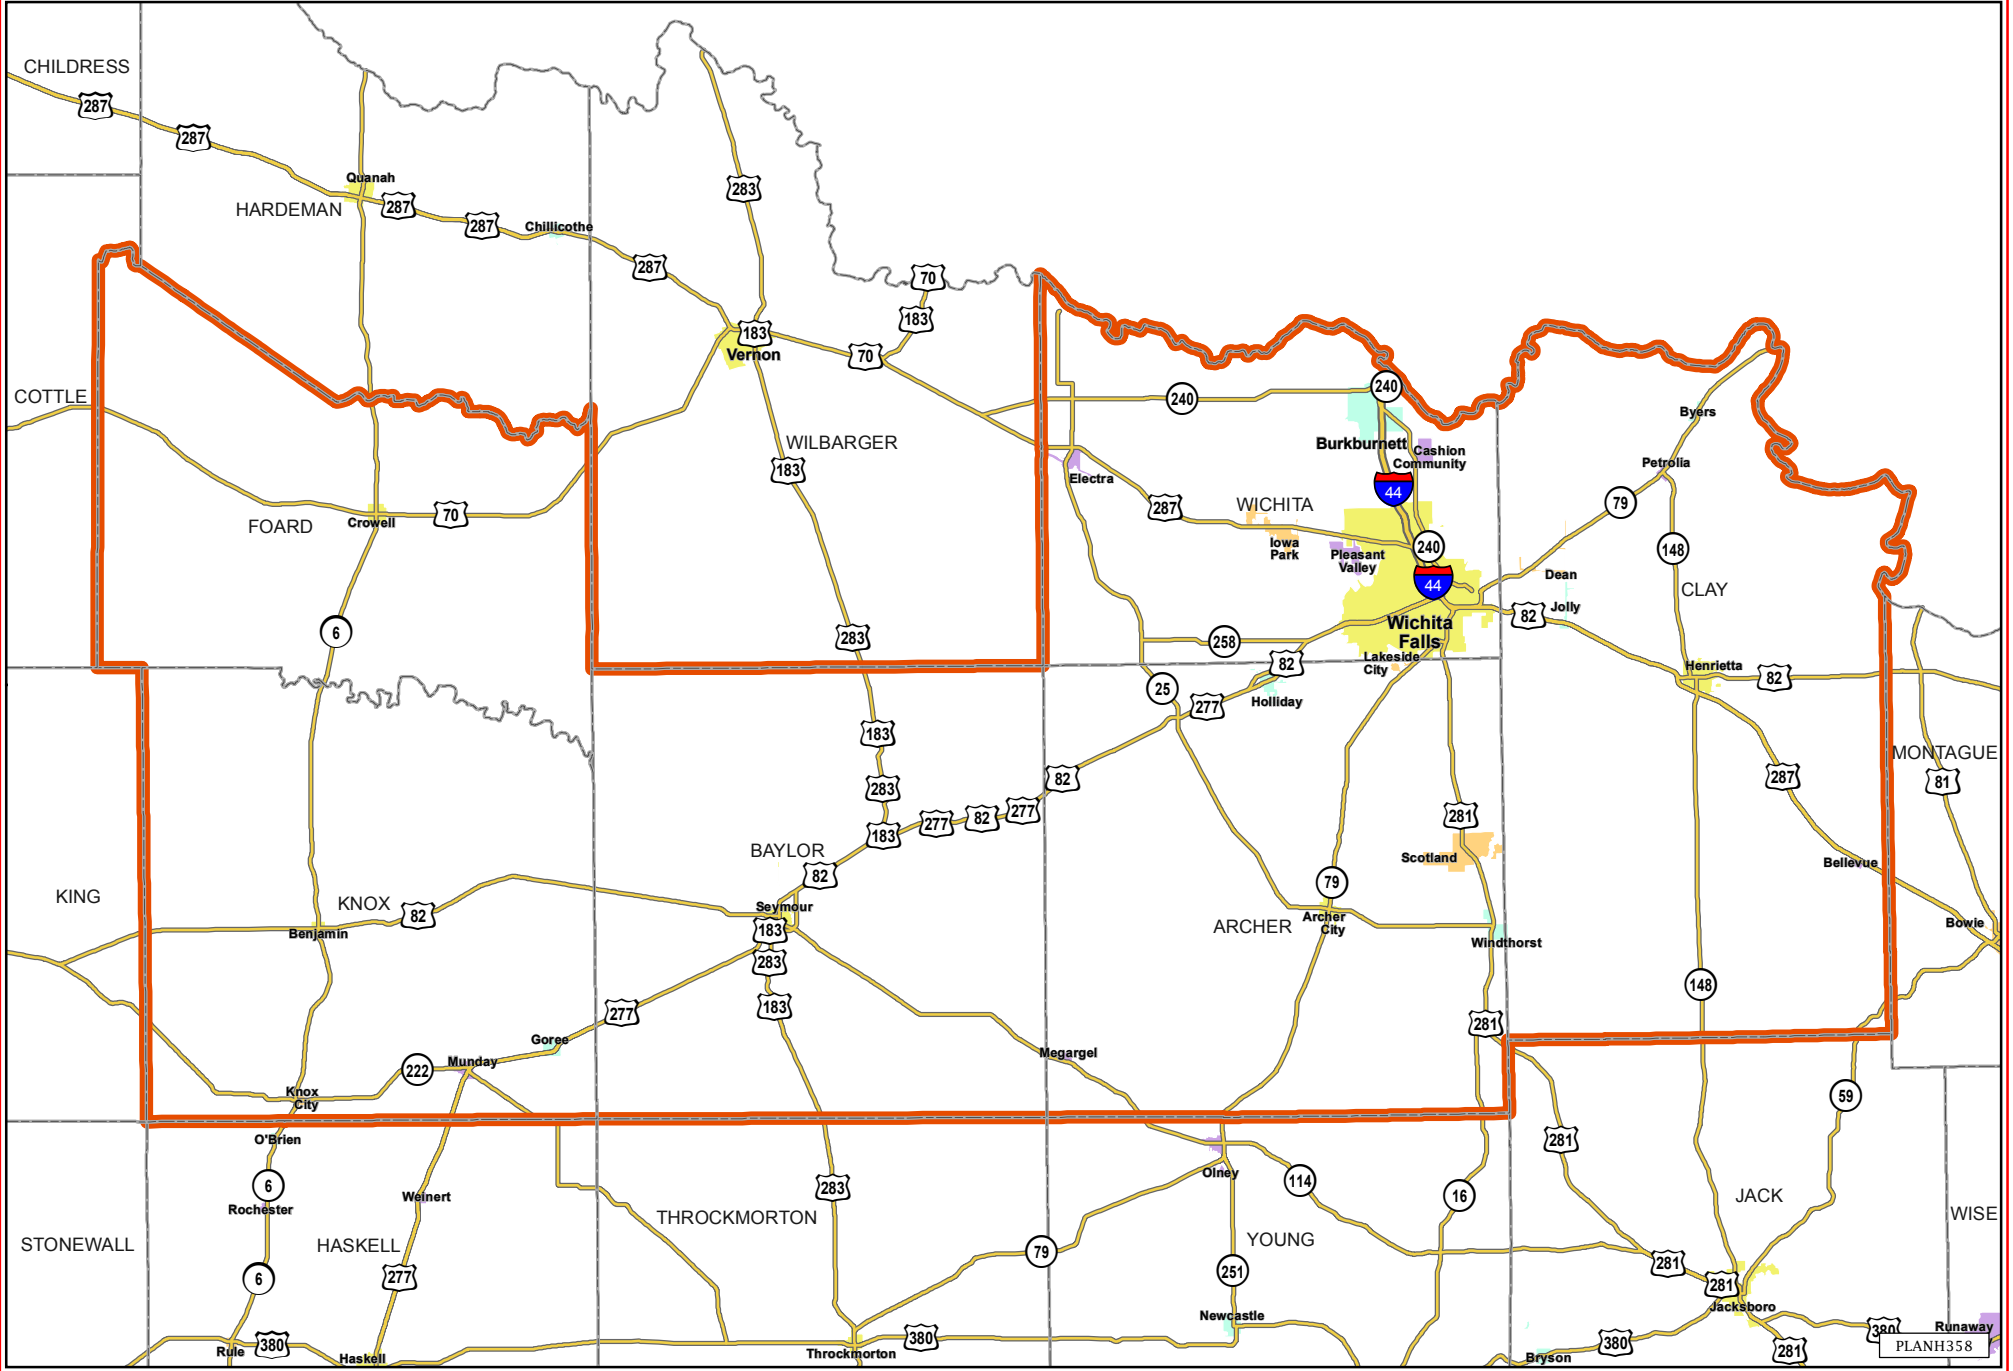 CHILDRESS
287
287
Quanah
HARDEMAN
287
287
Chillicothe
287
283
70
183
183
Vernon
70
COTTLE
WILBARGER
183
FOARD
Crowell
70
6
283
240
240
Burkburnett
Cashion
Community
Electra
44
287
WICHITA
Iowa
Park
Pleasant
Valley
240
44
Wichita
Falls
258
82
Lakeside
City
Holliday
25
277
82
Byers
Petrolia
79
148
Dean
Jolly
82
CLAY
Henrietta
82
MONTAGUE
287
81
Bellevue
Bowie
183
283
183
277
82
277
BAYLOR
82
Seymour
183
283
183
KING
KNOX
82
Benjamin
277
Goree
Munday
222
Knox
City
281
Scotland
79
Archer
City
ARCHER
Windthorst
148
281
Megargel
O'Brien
6
Rochester
Weinert
STONEWALL
HASKELL
6
277
Rule
380
Haskell
THROCKMORTON
283
79
Throckmorton
380
Olney
114
16
YOUNG
251
Newcastle
59
281
JACK
WISE
281
281
Jacksboro
380
Bryson
281
380
Runaway
PLANH358